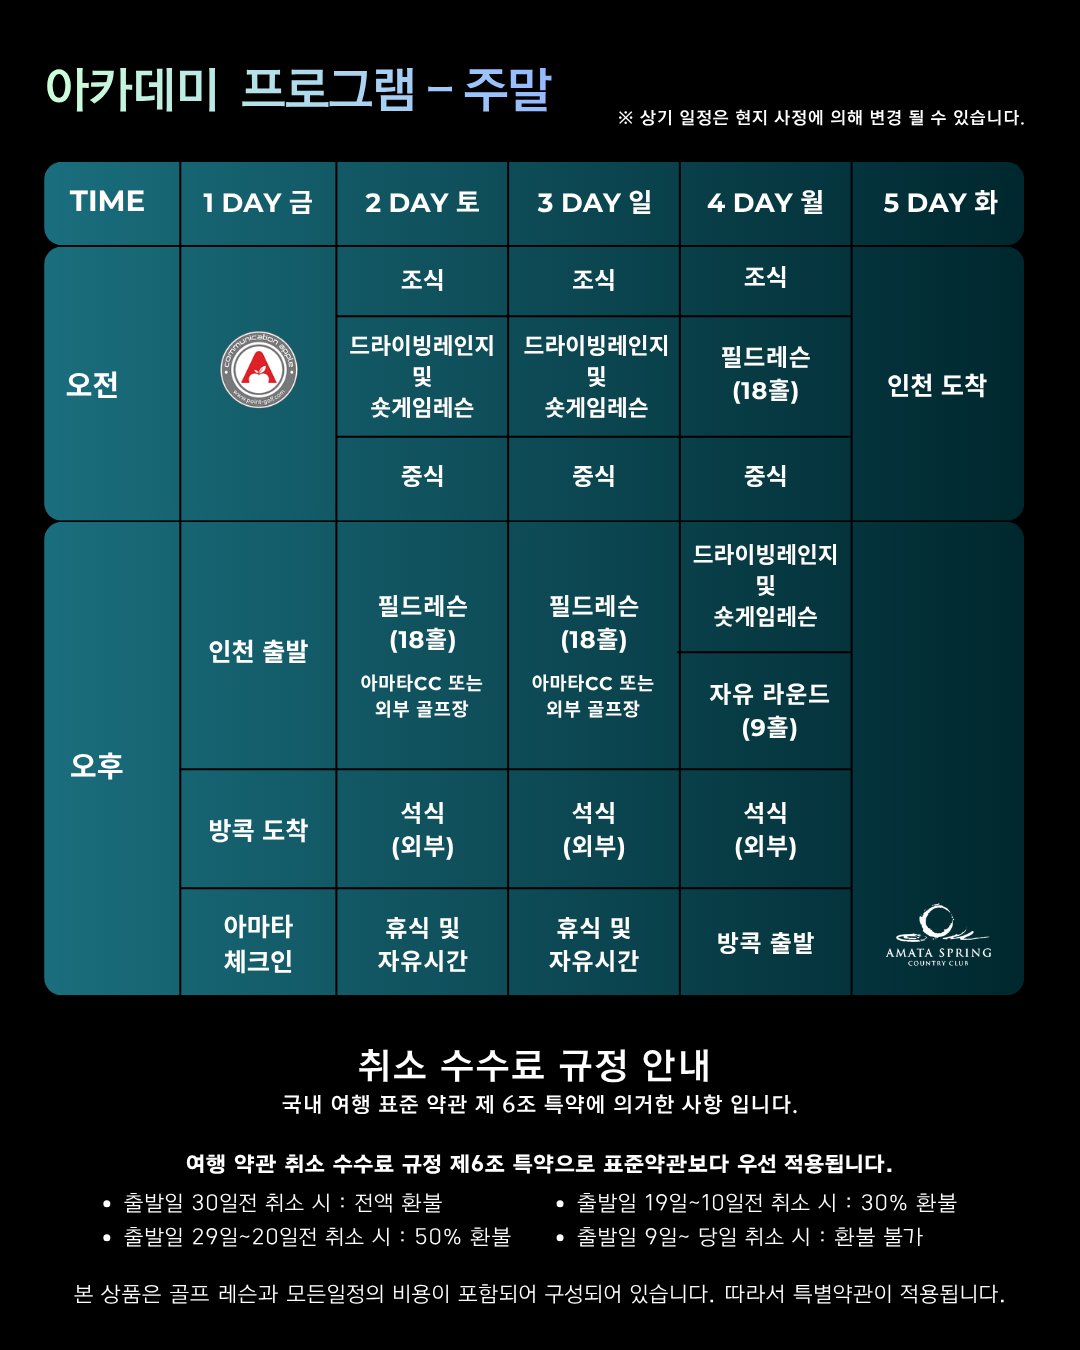 아카데미 프로그램 – 주말
※ 상기 일정은 현지 사정에 의해 변경 될 수 있습니다.
TIME
1 DAY 금
2 DAY 토
3 DAY 일
4 DAY 월
5 DAY 화
오전
communication apple
A
www.point-golf.com
조식
조식
조식
드라이빙레인지
및
숏게임레슨
드라이빙레인지
및
숏게임레슨
필드레슨
(18홀)
인천 도착
중식
중식
중식
오후
인천 출발
필드레슨
(18홀)
아마타CC 또는
외부 골프장
필드레슨
(18홀)
아마타CC 또는
외부 골프장
드라이빙레인지
및
숏게임레슨
자유 라운드
(9홀)
방콕 도착
석식
(외부)
석식
(외부)
석식
(외부)
아마타
체크인
휴식 및
자유시간
휴식 및
자유시간
방콕 출발
AMATA SPRING
COUNTRY CLUB
취소 수수료 규정 안내
국내 여행 표준 약관 제 6조 특약에 의거한 사항 입니다.
여행 약관 취소 수수료 규정 제6조 특약으로 표준약관보다 우선 적용됩니다.
• 출발일 30일전 취소 시 : 전액 환불
• 출발일 29일~20일전 취소 시 : 50% 환불
• 출발일 19일~10일전 취소 시 : 30% 환불
• 출발일 9일~ 당일 취소 시 : 환불 불가
본 상품은 골프 레슨과 모든일정의 비용이 포함되어 구성되어 있습니다. 따라서 특별약관이 적용됩니다.